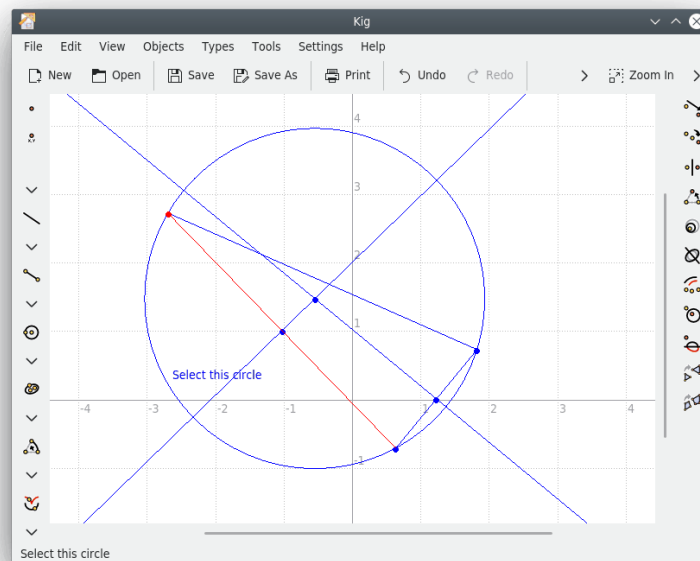 Kig
File Edit View Objects Types Tools Settings Help
New Open Save Save As Print Undo Redo Zoom In
x,y
4
3
2
1
Select this circle
-4 -3 -2 -1 1 2 3 4
-1
Select this circle